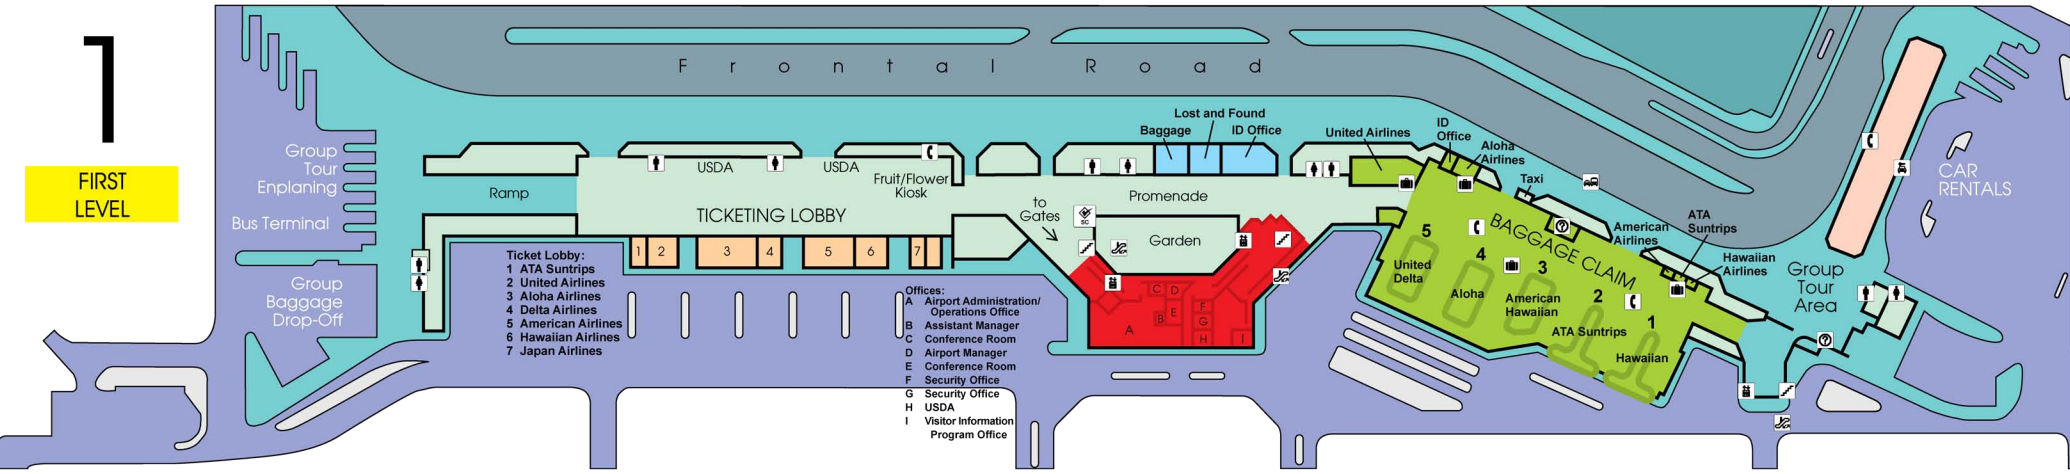 1
FIRST
LEVEL
Frontal Road
Group
Tour
Enplaning
Bus Terminal
Group
Baggage
Drop-Off
Ramp
USDA
USDA
Fruit/Flower
Kiosk
TICKETING LOBBY
1 2 3 4 5 6 7
Ticket Lobby:
1 ATA Suntrips
2 United Airlines
3 Aloha Airlines
4 Delta Airlines
5 American Airlines
6 Hawaiian Airlines
7 Japan Airlines
to
Gates
SC
Garden
Promenade
Lost and Found
Baggage
ID Office
A B C D E F G H I
Offices:
A Airport Administration/
Operations Office
B Assistant Manager
C Conference Room
D Airport Manager
E Conference Room
F Security Office
G Security Office
H USDA
I Visitor Information
Program Office
United Airlines
ID
Office
Aloha
Airlines
Taxi
BAGGAGE CLAIM
American
Airlines
ATA
Suntrips
Hawaiian
Airlines
5
United
Delta
4
Aloha
3
American
Hawaiian
2
ATA Suntrips
1
Hawaiian
Group
Tour
Area
CAR
RENTALS